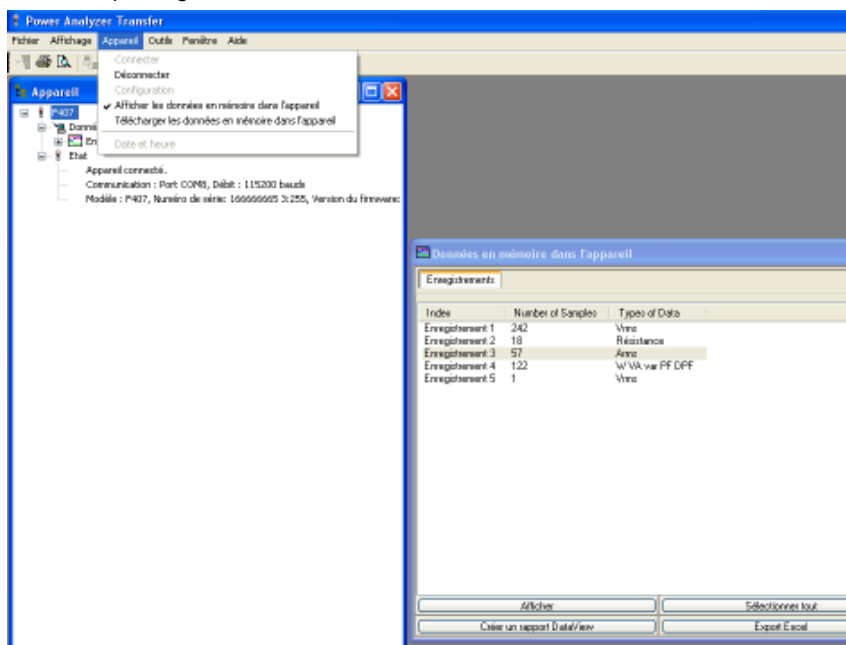 Power Analyzer Transfer
Fichier Affichage Appareil Outils Fenêtre Aide
Connecter
Déconnecter
Configuration
Afficher les données en mémoire dans l'appareil
Télécharger les données en mémoire dans l'appareil
Date et heure
Appareil
P407
Donné
En
Etat
Appareil connecté.
Communication : Port COM8, Débit : 115200 bauds
Modèle : P407, Numéro de série: 166666665 3:255, Version du firmware:
Données en mémoire dans l'appareil
Enregistrements
Index Number of Samples Types of Data
Enregistrement 1 242 Vrms
Enregistrement 2 18 Résistance
Enregistrement 3 57 Arms
Enregistrement 4 122 W VA var PF DPF
Enregistrement 5 1 Vrms
Afficher Sélectionner tout
Créer un rapport DataView Export Excel